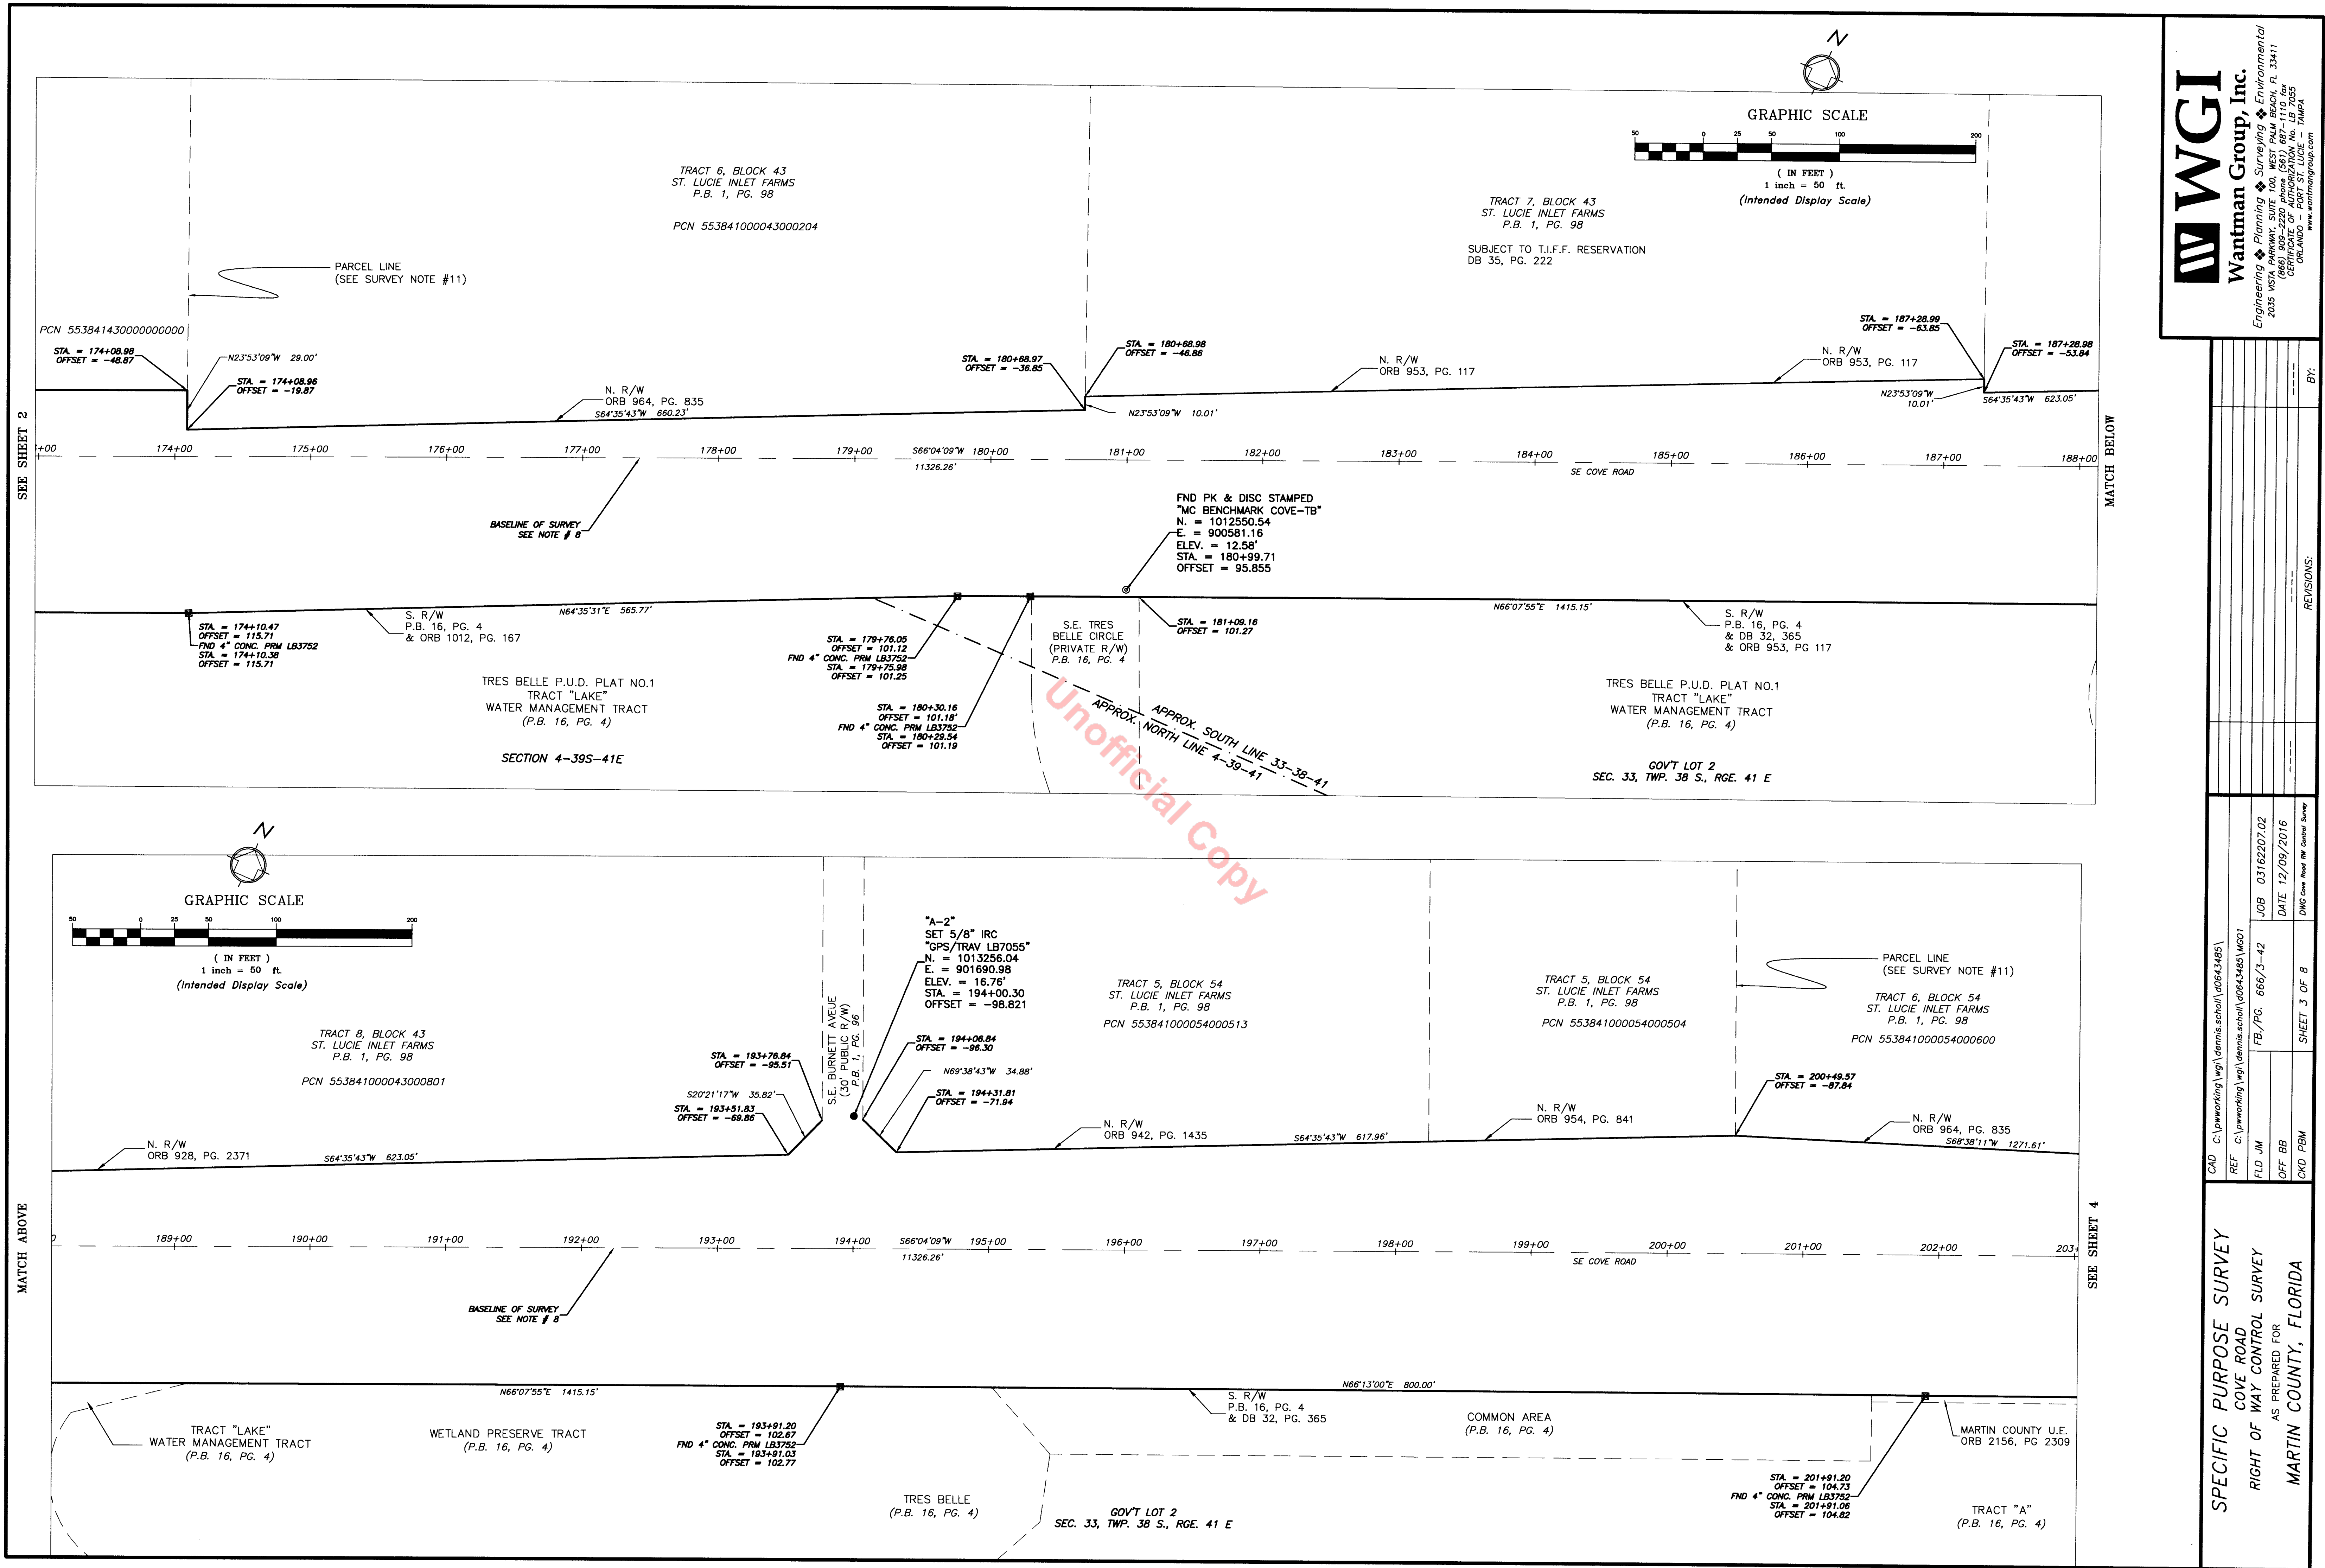 N
GRAPHIC SCALE
50 0 25 50 100 200
( IN FEET )
1 inch = 50 ft.
(Intended Display Scale)
TRACT 6, BLOCK 43
ST. LUCIE INLET FARMS
P.B. 1, PG. 98
PCN 553841000043000204
TRACT 7, BLOCK 43
ST. LUCIE INLET FARMS
P.B. 1, PG. 98
SUBJECT TO T.I.F.F. RESERVATION
DB 35, PG. 222
PARCEL LINE
(SEE SURVEY NOTE #11)
PCN 553841430000000000
STA. = 174+08.98
OFFSET = -48.87
N23°53'09"W 29.00'
STA. = 174+08.96
OFFSET = -19.87
N. R/W
ORB 964, PG. 835
S64°35'43"W 660.23'
STA. = 180+68.97
OFFSET = -36.85
STA. = 180+68.98
OFFSET = -46.86
N23°53'09"W 10.01'
N. R/W
ORB 953, PG. 117
N. R/W
ORB 953, PG. 117
STA. = 187+28.99
OFFSET = -63.85
STA. = 187+28.98
OFFSET = -53.84
N23°53'09"W
10.01'
S64°35'43"W 623.05'
SEE SHEET 2
MATCH BELOW
+00 174+00 175+00 176+00 177+00 178+00 179+00 S66°04'09"W 180+00 181+00 182+00 183+00 184+00 185+00 186+00 187+00 188+00
11326.26'
SE COVE ROAD
BASELINE OF SURVEY
SEE NOTE # 8
FND PK & DISC STAMPED
"MC BENCHMARK COVE-TB"
N. = 1012550.54
E. = 900581.16
ELEV. = 12.58'
STA. = 180+99.71
OFFSET = 95.855
STA. = 174+10.47
OFFSET = 115.71
FND 4" CONC. PRM LB3752
STA. = 174+10.38
OFFSET = 115.71
S. R/W
P.B. 16, PG. 4
& ORB 1012, PG. 167
N64°35'31"E 565.77'
STA. = 179+76.05
OFFSET = 101.12
FND 4" CONC. PRM LB3752
STA. = 179+75.98
OFFSET = 101.25
STA. = 180+30.16
OFFSET = 101.18'
FND 4" CONC. PRM LB3752
STA. = 180+29.54
OFFSET = 101.19
S.E. TRES
BELLE CIRCLE
(PRIVATE R/W)
P.B. 16, PG. 4
STA. = 181+09.16
OFFSET = 101.27
N66°07'55"E 1415.15'
S. R/W
P.B. 16, PG. 4
& DB 32, 365
& ORB 953, PG 117
TRES BELLE P.U.D. PLAT NO.1
TRACT "LAKE"
WATER MANAGEMENT TRACT
(P.B. 16, PG. 4)
SECTION 4-39S-41E
APPROX. SOUTH LINE 33-38-41
APPROX. NORTH LINE 4-39-41
TRES BELLE P.U.D. PLAT NO.1
TRACT "LAKE"
WATER MANAGEMENT TRACT
(P.B. 16, PG. 4)
GOV'T LOT 2
SEC. 33, TWP. 38 S., RGE. 41 E
Unofficial Copy
N
GRAPHIC SCALE
50 0 25 50 100 200
( IN FEET )
1 inch = 50 ft.
(Intended Display Scale)
TRACT 8, BLOCK 43
ST. LUCIE INLET FARMS
P.B. 1, PG. 98
PCN 553841000043000801
N. R/W
ORB 928, PG. 2371
S64°35'43"W 623.05'
STA. = 193+76.84
OFFSET = -95.51
S20°21'17"W 35.82'
STA. = 193+51.83
OFFSET = -69.86
S.E. BURNETT AVEUE
(30' PUBLIC R/W)
P.B. 1, PG. 96
"A-2"
SET 5/8" IRC
"GPS/TRAV LB7055"
N. = 1013256.04
E. = 901690.98
ELEV. = 16.76'
STA. = 194+00.30
OFFSET = -98.821
STA. = 194+06.84
OFFSET = -96.30
N69°38'43"W 34.88'
STA. = 194+31.81
OFFSET = -71.94
TRACT 5, BLOCK 54
ST. LUCIE INLET FARMS
P.B. 1, PG. 98
PCN 553841000054000513
N. R/W
ORB 942, PG. 1435
S64°35'43"W 617.96'
TRACT 5, BLOCK 54
ST. LUCIE INLET FARMS
P.B. 1, PG. 98
PCN 553841000054000504
N. R/W
ORB 954, PG. 841
PARCEL LINE
(SEE SURVEY NOTE #11)
TRACT 6, BLOCK 54
ST. LUCIE INLET FARMS
P.B. 1, PG. 98
PCN 553841000054000600
STA. = 200+49.57
OFFSET = -87.84
N. R/W
ORB 964, PG. 835
S68°38'11"W 1271.61'
MATCH ABOVE
SEE SHEET 4
189+00 190+00 191+00 192+00 193+00 194+00 S66°04'09"W 195+00 196+00 197+00 198+00 199+00 200+00 201+00 202+00 203+
11326.26'
SE COVE ROAD
BASELINE OF SURVEY
SEE NOTE # 8
N66°07'55"E 1415.15'
TRACT "LAKE"
WATER MANAGEMENT TRACT
(P.B. 16, PG. 4)
WETLAND PRESERVE TRACT
(P.B. 16, PG. 4)
STA. = 193+91.20
OFFSET = 102.67
FND 4" CONC. PRM LB3752
STA. = 193+91.03
OFFSET = 102.77
TRES BELLE
(P.B. 16, PG. 4)
S. R/W
P.B. 16, PG. 4
& DB 32, PG. 365
N66°13'00"E 800.00'
COMMON AREA
(P.B. 16, PG. 4)
GOV'T LOT 2
SEC. 33, TWP. 38 S., RGE. 41 E
STA. = 201+91.20
OFFSET = 104.73
FND 4" CONC. PRM LB3752
STA. = 201+91.06
OFFSET = 104.82
MARTIN COUNTY U.E.
ORB 2156, PG 2309
TRACT "A"
(P.B. 16, PG. 4)
WGI
Wantman Group, Inc.
Engineering ❖ Planning ❖ Surveying ❖ Environmental
2035 VISTA PARKWAY, SUITE 100, WEST PALM BEACH, FL 33411
(866) 909-2220 phone (561) 687-1110 fax
CERTIFICATE OF AUTHORIZATION No. LB 7055
ORLANDO - PORT ST. LUCIE - TAMPA
www.wantmangroup.com
REVISIONS:
BY:
CAD C:\pwworking\wgi\dennis.scholl\d0643485\
REF C:\pwworking\wgi\dennis.scholl\d0643485\MG01
FLD JM FB./PG. 666/3-42 JOB 03162207.02
OFF BB DATE 12/09/2016
CKD PBM SHEET 3 OF 8 DWG Cove Road RW Control Survey
SPECIFIC PURPOSE SURVEY
COVE ROAD
RIGHT OF WAY CONTROL SURVEY
AS PREPARED FOR
MARTIN COUNTY, FLORIDA